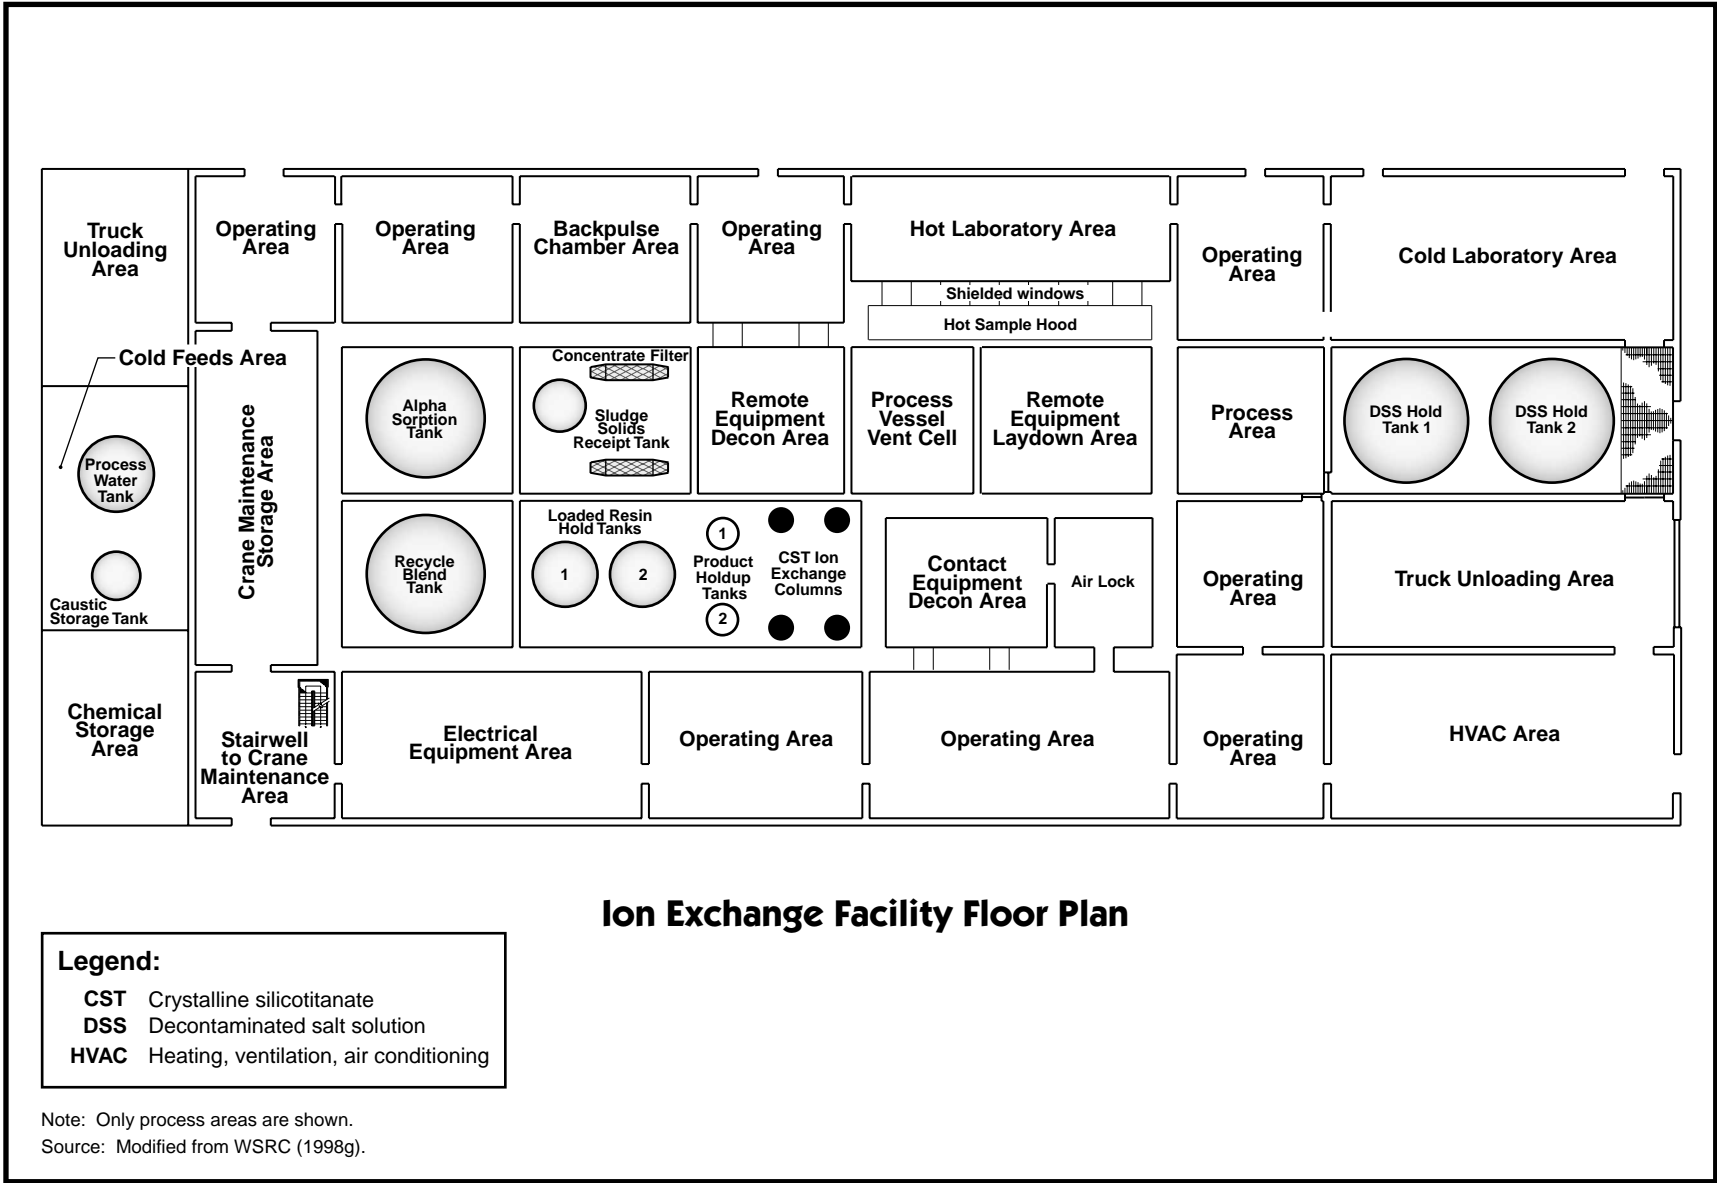 Truck
Unloading
Area
Operating
Area
Operating
Area
Backpulse
Chamber Area
Operating
Area
Hot Laboratory Area
Operating
Area
Cold Laboratory Area
Shielded windows
Hot Sample Hood
Cold Feeds Area
Process
Water
Tank
Caustic
Storage Tank
Chemical
Storage
Area
Crane Maintenance
Storage Area
Alpha
Sorption
Tank
Concentrate Filter
Sludge
Solids
Receipt Tank
Remote
Equipment
Decon Area
Process
Vessel
Vent Cell
Remote
Equipment
Laydown Area
Process
Area
DSS Hold
Tank 1
DSS Hold
Tank 2
Recycle
Blend
Tank
Loaded Resin
Hold Tanks
1
2
1
Product
Holdup
Tanks
2
CST Ion
Exchange
Columns
Contact
Equipment
Decon Area
Air Lock
Operating
Area
Truck Unloading Area
Stairwell
to Crane
Maintenance
Area
Electrical
Equipment Area
Operating Area
Operating Area
Operating
Area
HVAC Area
Ion Exchange Facility Floor Plan
Legend:
CST Crystalline silicotitanate
DSS Decontaminated salt solution
HVAC Heating, ventilation, air conditioning
Note: Only process areas are shown.
Source: Modified from WSRC (1998g).